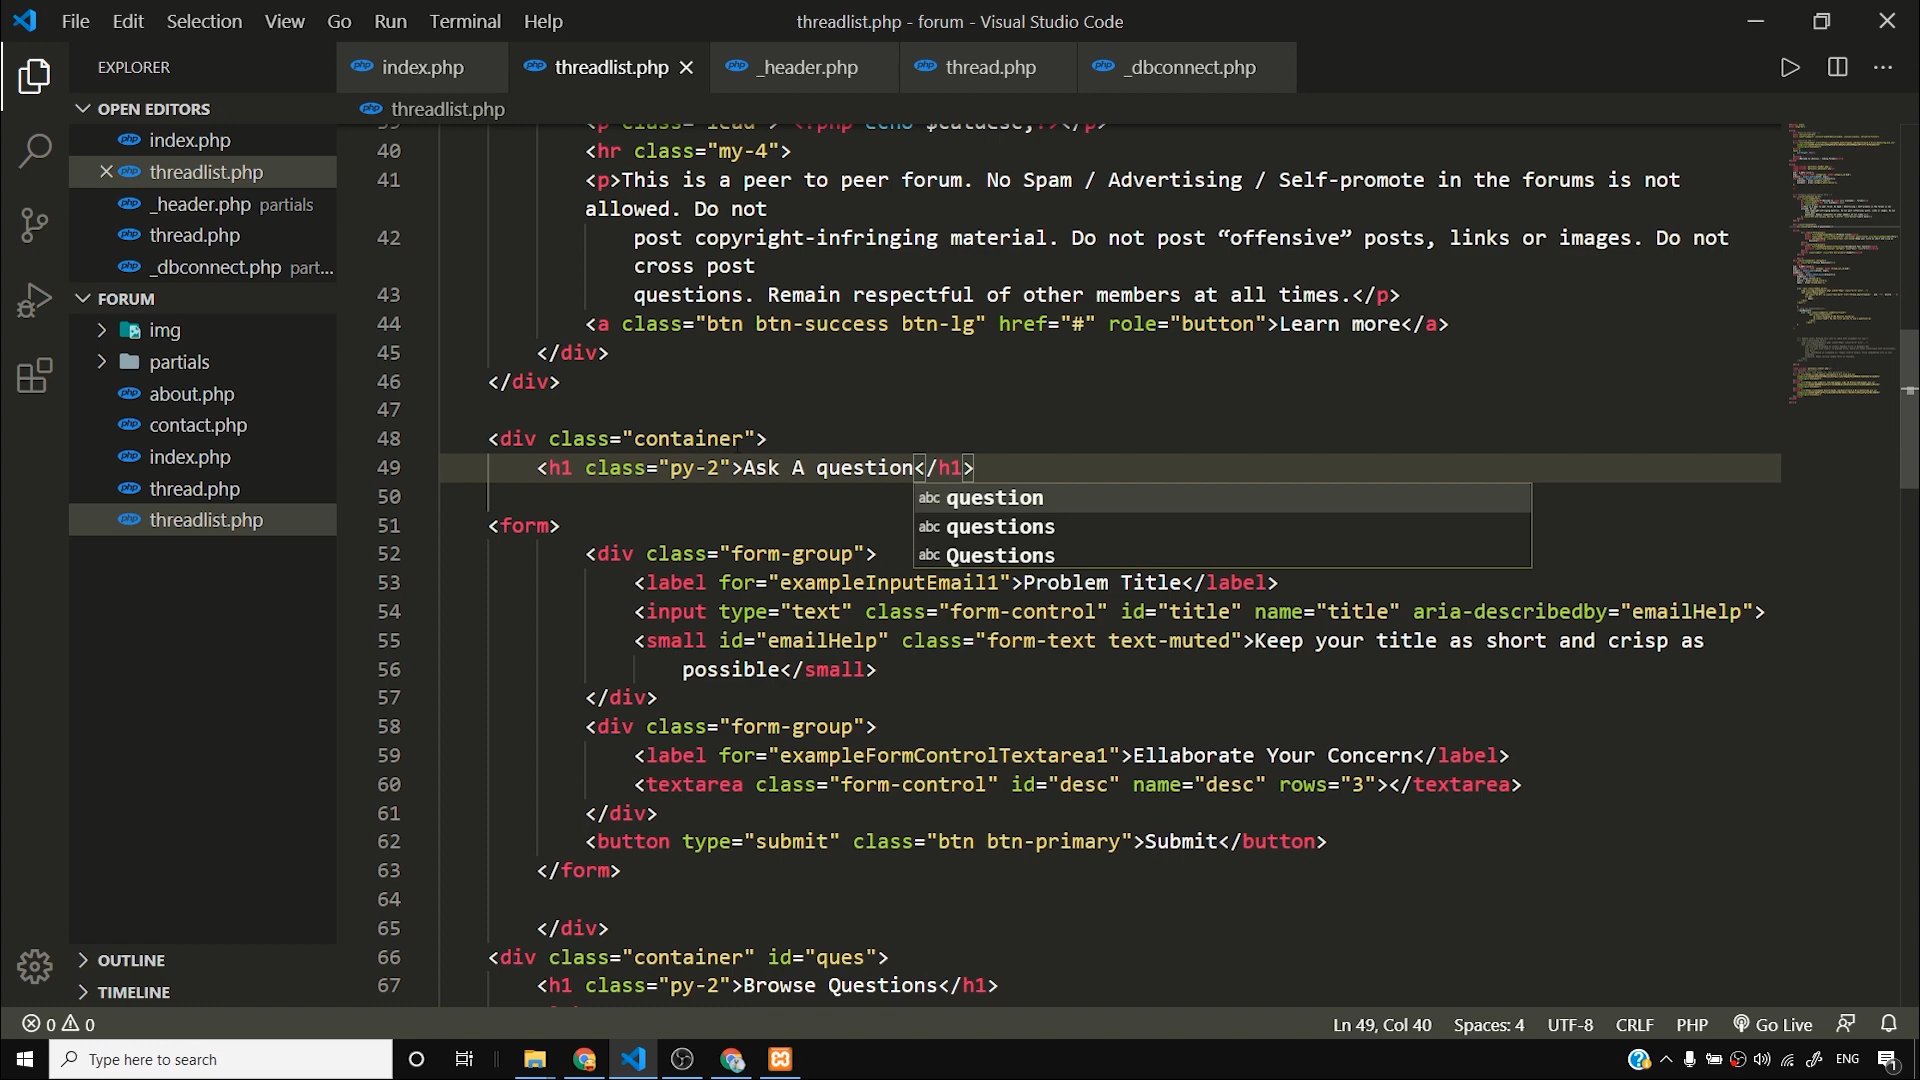 File Edit Selection View Go Run Terminal Help
threadlist.php - forum - Visual Studio Code
EXPLORER
index.php
threadlist.php
_header.php
thread.php
_dbconnect.php
OPEN EDITORS
index.php
threadlist.php
_header.php partials
thread.php
_dbconnect.php part...
FORUM
img
partials
about.php
contact.php
index.php
thread.php
threadlist.php
OUTLINE
TIMELINE
threadlist.php
40 <hr class="my-4">
41 <p>This is a peer to peer forum. No Spam / Advertising / Self-promote in the forums is not
allowed. Do not
42 post copyright-infringing material. Do not post “offensive” posts, links or images. Do not
cross post
43 questions. Remain respectful of other members at all times.</p>
44 <a class="btn btn-success btn-lg" href="#" role="button">Learn more</a>
45 </div>
46 </div>
47
48 <div class="container">
49 <h1 class="py-2">Ask A question</h1>
50
abc question
abc questions
abc Questions
51 <form>
52 <div class="form-group">
53 <label for="exampleInputEmail1">Problem Title</label>
54 <input type="text" class="form-control" id="title" name="title" aria-describedby="emailHelp">
55 <small id="emailHelp" class="form-text text-muted">Keep your title as short and crisp as
56 possible</small>
57 </div>
58 <div class="form-group">
59 <label for="exampleFormControlTextarea1">Ellaborate Your Concern</label>
60 <textarea class="form-control" id="desc" name="desc" rows="3"></textarea>
61 </div>
62 <button type="submit" class="btn btn-primary">Submit</button>
63 </form>
64
65 </div>
66 <div class="container" id="ques">
67 <h1 class="py-2">Browse Questions</h1>
0 0
Ln 49, Col 40 Spaces: 4 UTF-8 CRLF PHP Go Live
Type here to search
ENG
1